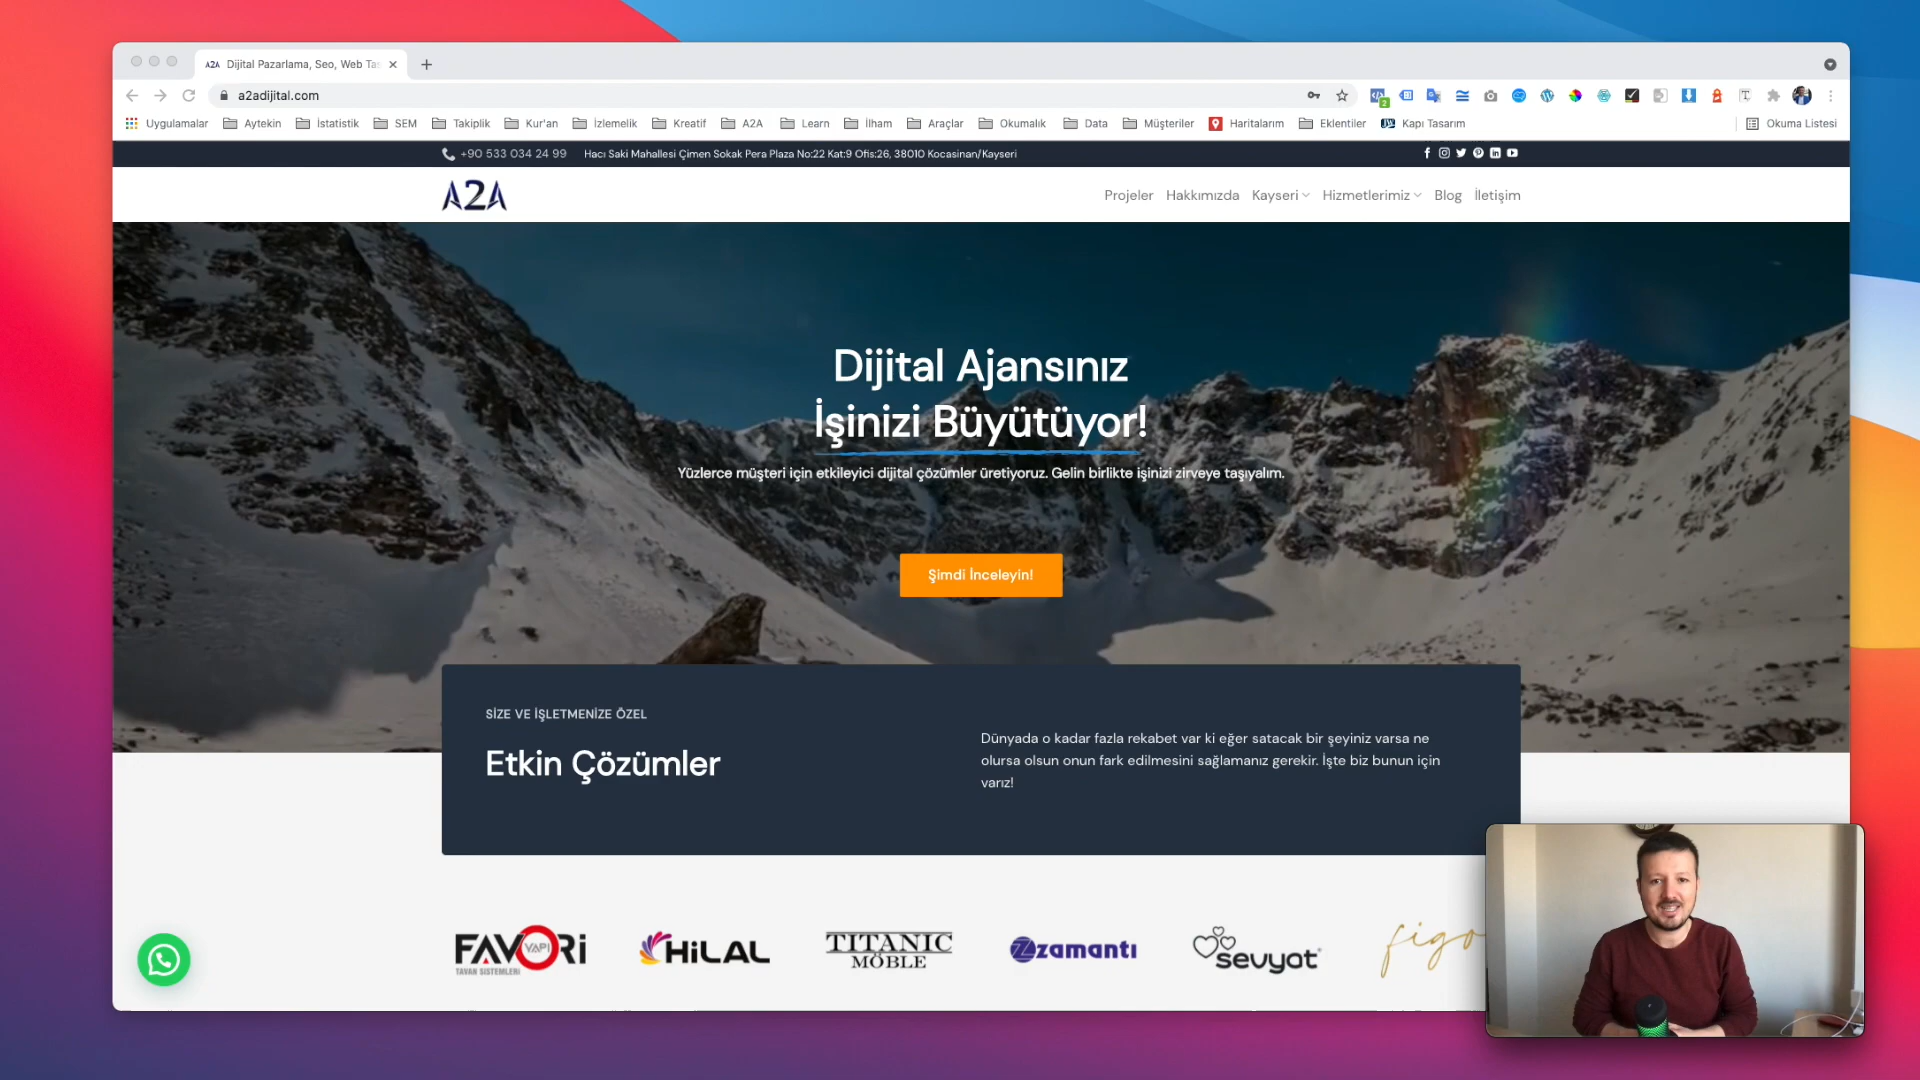 A2A Dijital Pazarlama, Seo, Web Ta
a2adijital.com
2
Uygulamalar Aytekin İstatistik SEM Takiplik Kur'an İzlemelik Kreatif A2A Learn İlham Araçlar Okumalık Data Müşteriler Haritalarım Eklentiler Kapı Tasarım Okuma Listesi
+90 533 034 24 99 Hacı Saki Mahallesi Çimen Sokak Pera Plaza No:22 Kat:9 Ofis:26, 38010 Kocasinan/Kayseri
A2A
Projeler Hakkımızda Kayseri Hizmetlerimiz Blog İletişim
Dijital Ajansınız
İşinizi Büyütüyor!
Yüzlerce müşteri için etkileyici dijital çözümler üretiyoruz. Gelin birlikte işinizi zirveye taşıyalım.
Şimdi İnceleyin!
SİZE VE İŞLETMENİZE ÖZEL
Etkin Çözümler
Dünyada o kadar fazla rekabet var ki eğer satacak bir şeyiniz varsa ne
olursa olsun onun fark edilmesini sağlamanız gerekir. İşte biz bunun için
varız!
FAVORi YAPI
TAVAN SİSTEMLERİ
HiLAL
TITANIC
MÖBLE
zamantı
sevyat
figo